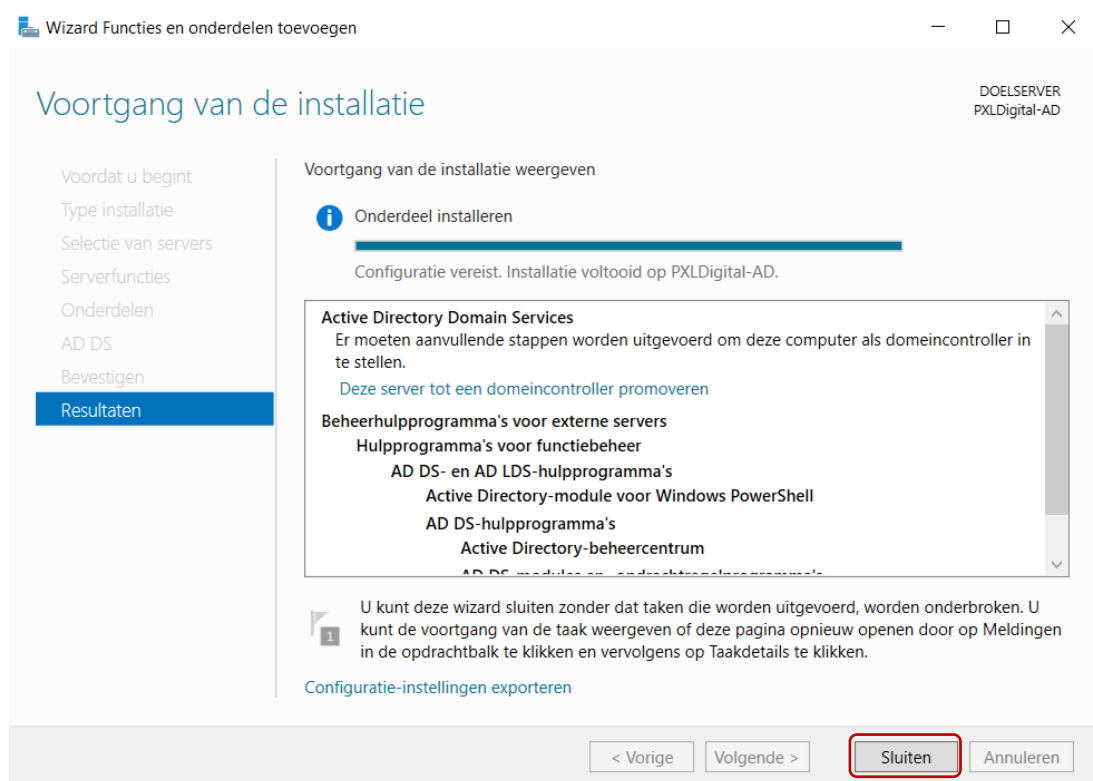 Wizard Functies en onderdelen toevoegen
Voortgang van de installatie
DOELSERVER
PXLDigital-AD
Voordat u begint
Type installatie
Selectie van servers
Serverfuncties
Onderdelen
AD DS
Bevestigen
Resultaten
Voortgang van de installatie weergeven
Onderdeel installeren
Configuratie vereist. Installatie voltooid op PXLDigital-AD.
Active Directory Domain Services
Er moeten aanvullende stappen worden uitgevoerd om deze computer als domeincontroller in
te stellen.
Deze server tot een domeincontroller promoveren
Beheerhulpprogramma's voor externe servers
Hulpprogramma's voor functiebeheer
AD DS- en AD LDS-hulpprogramma's
Active Directory-module voor Windows PowerShell
AD DS-hulpprogramma's
Active Directory-beheercentrum
AD DS-modules en -opdrachtregelprogramma's
1
U kunt deze wizard sluiten zonder dat taken die worden uitgevoerd, worden onderbroken. U
kunt de voortgang van de taak weergeven of deze pagina opnieuw openen door op Meldingen
in de opdrachtbalk te klikken en vervolgens op Taakdetails te klikken.
Configuratie-instellingen exporteren
< Vorige
Volgende >
Sluiten
Annuleren